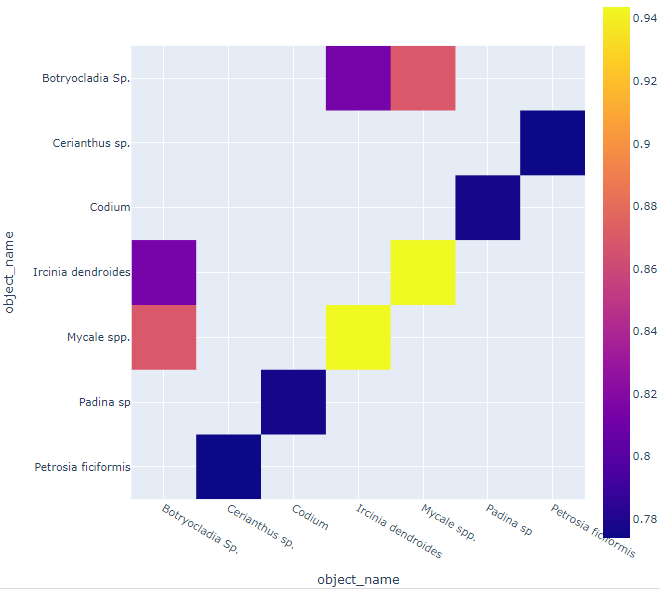 Botryocladia Sp.
Cerianthus sp.
Codium
Ircinia dendroides
Mycale spp.
Padina sp
Petrosia ficiformis
object_name
Botryocladia Sp.
Cerianthus sp.
Codium
Ircinia dendroides
Mycale spp.
Padina sp
Petrosia ficiformis
object_name
0.94
0.92
0.9
0.88
0.86
0.84
0.82
0.8
0.78